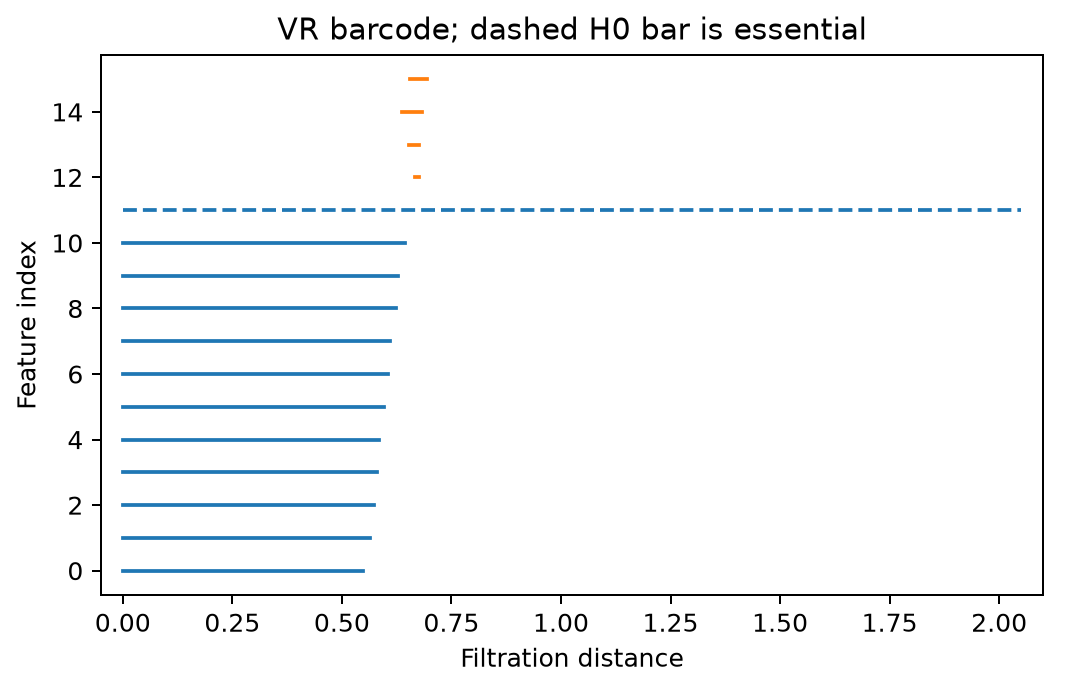 VR barcode; dashed H0 bar is essential
14
12
10
8
6
4
2
0
Feature index
0.00 0.25 0.50 0.75 1.00 1.25 1.50 1.75 2.00
Filtration distance